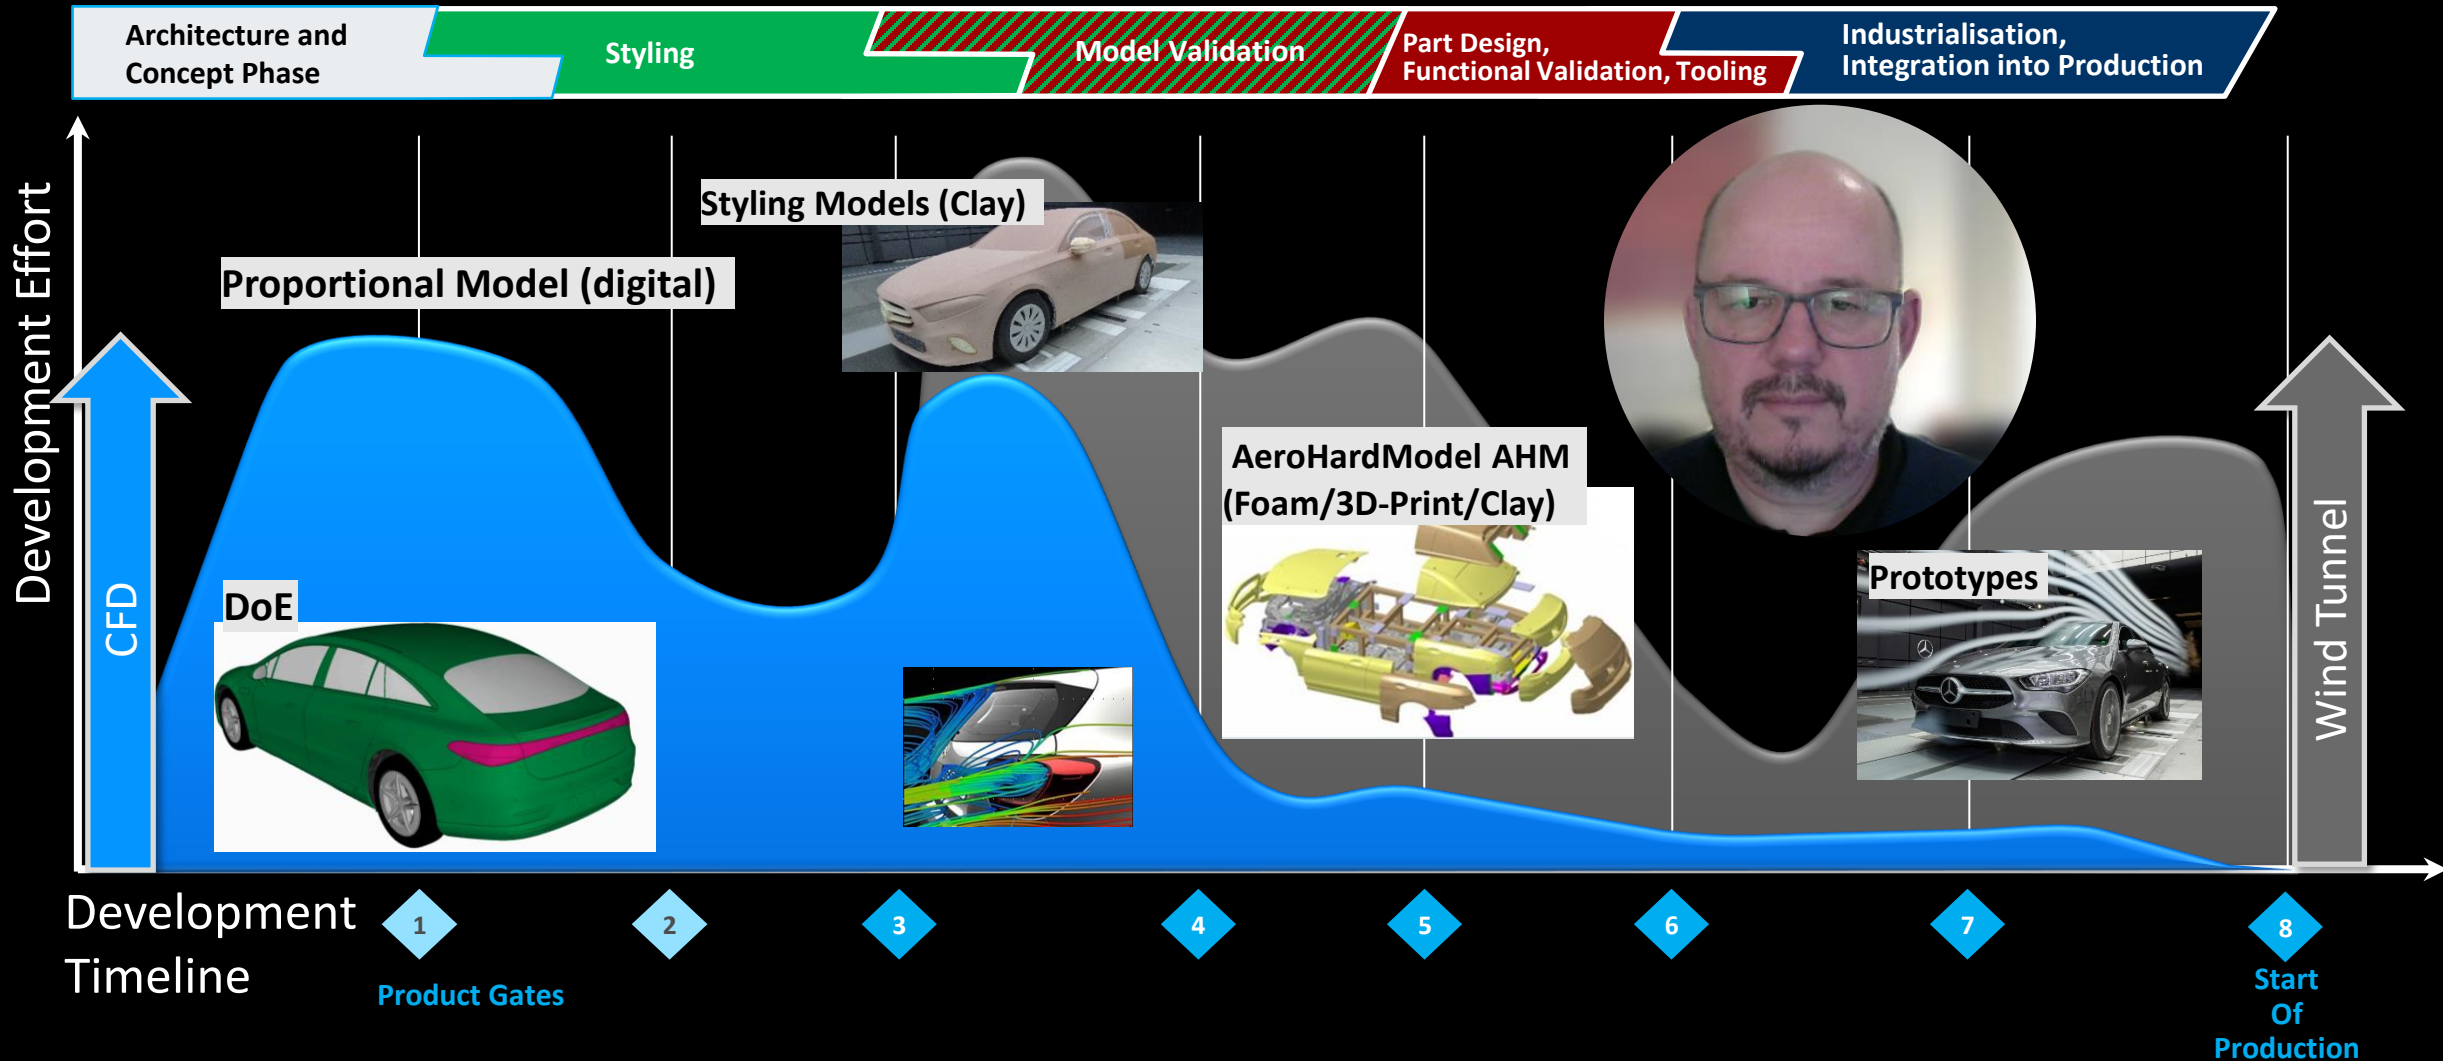 Architecture and
Concept Phase
Styling
Model Validation
Part Design,
Functional Validation, Tooling
Industrialisation,
Integration into Production
Development Effort
Styling Models (Clay)
Proportional Model (digital)
AeroHardModel AHM
(Foam/3D-Print/Clay)
DoE
Prototypes
CFD
Wind Tunnel
Development
Timeline
1
2
3
4
5
6
7
8
Product Gates
Start
Of
Production